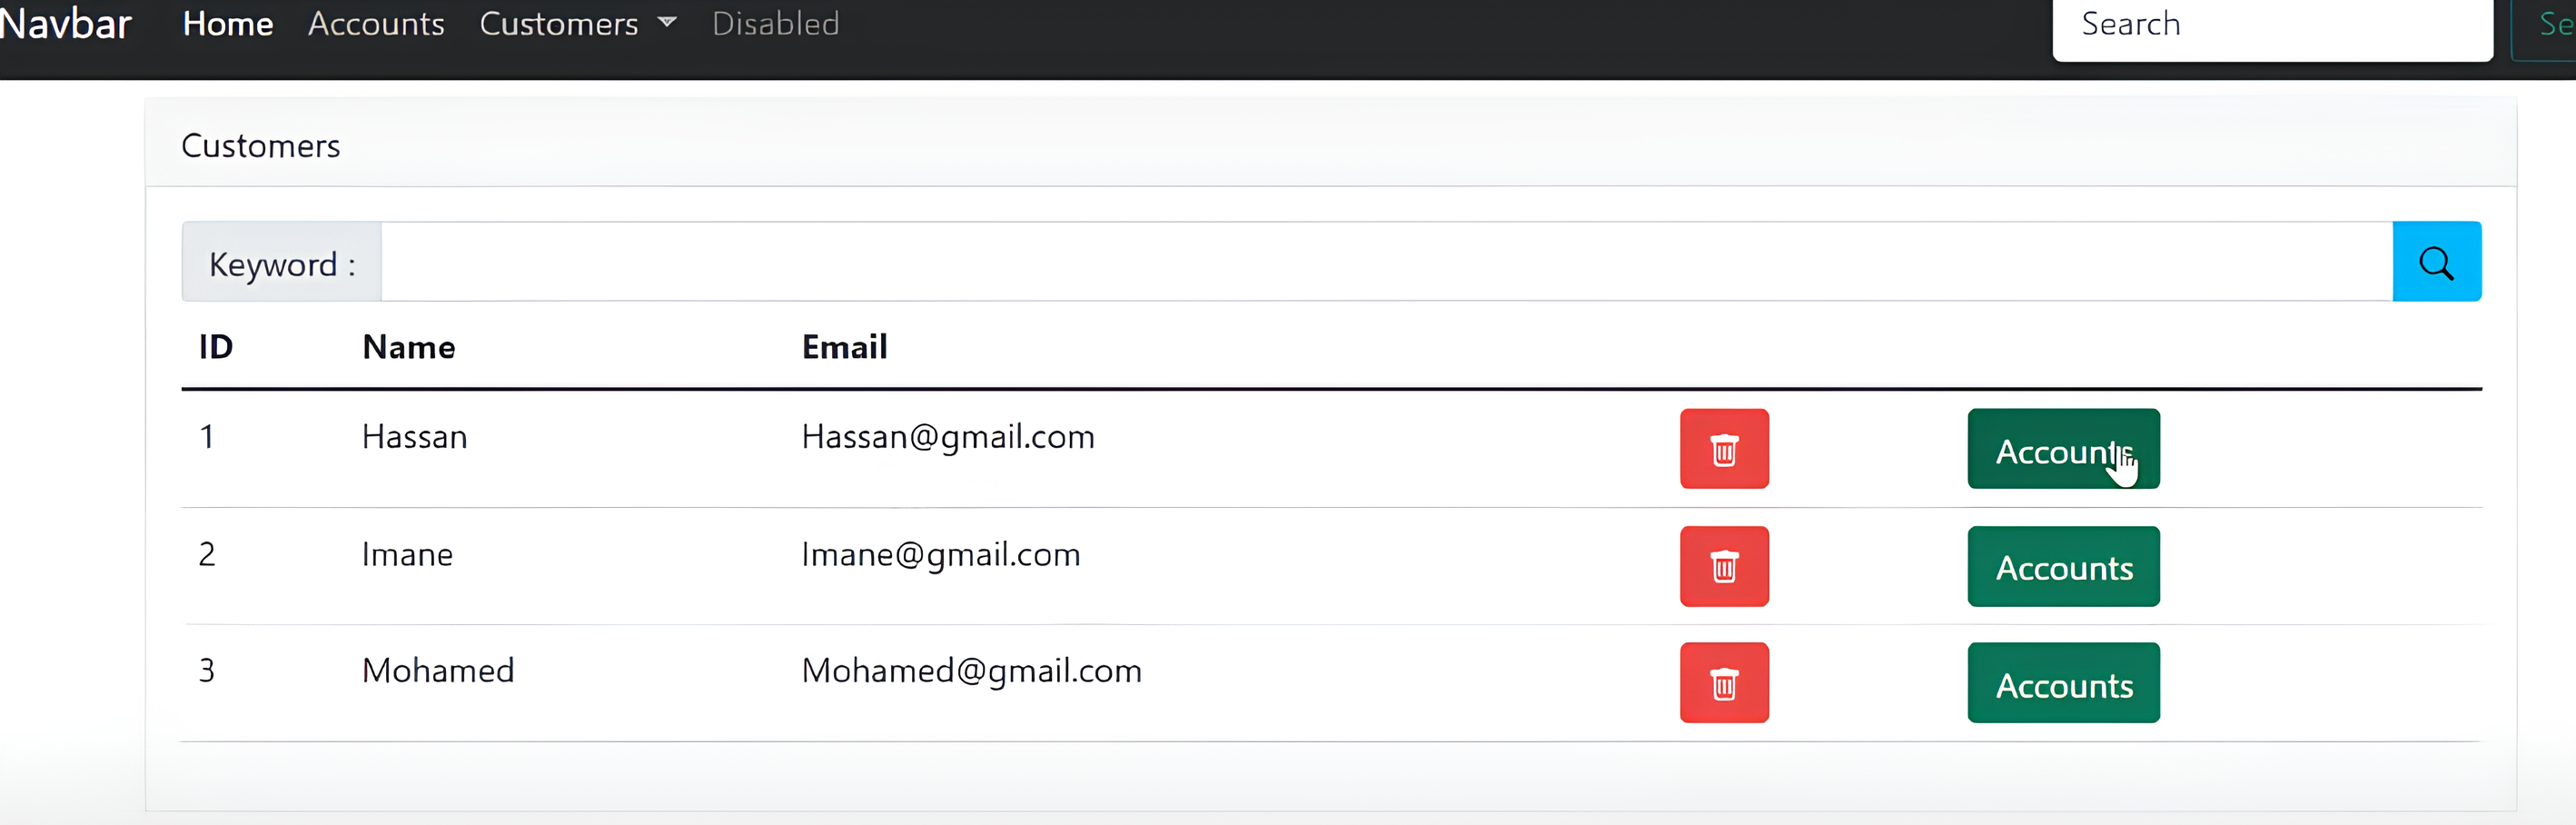 Navbar Home Accounts Customers Disabled Search Se
Customers
Keyword :
ID Name Email
1 Hassan Hassan@gmail.com Accounts
2 Imane Imane@gmail.com Accounts
3 Mohamed Mohamed@gmail.com Accounts